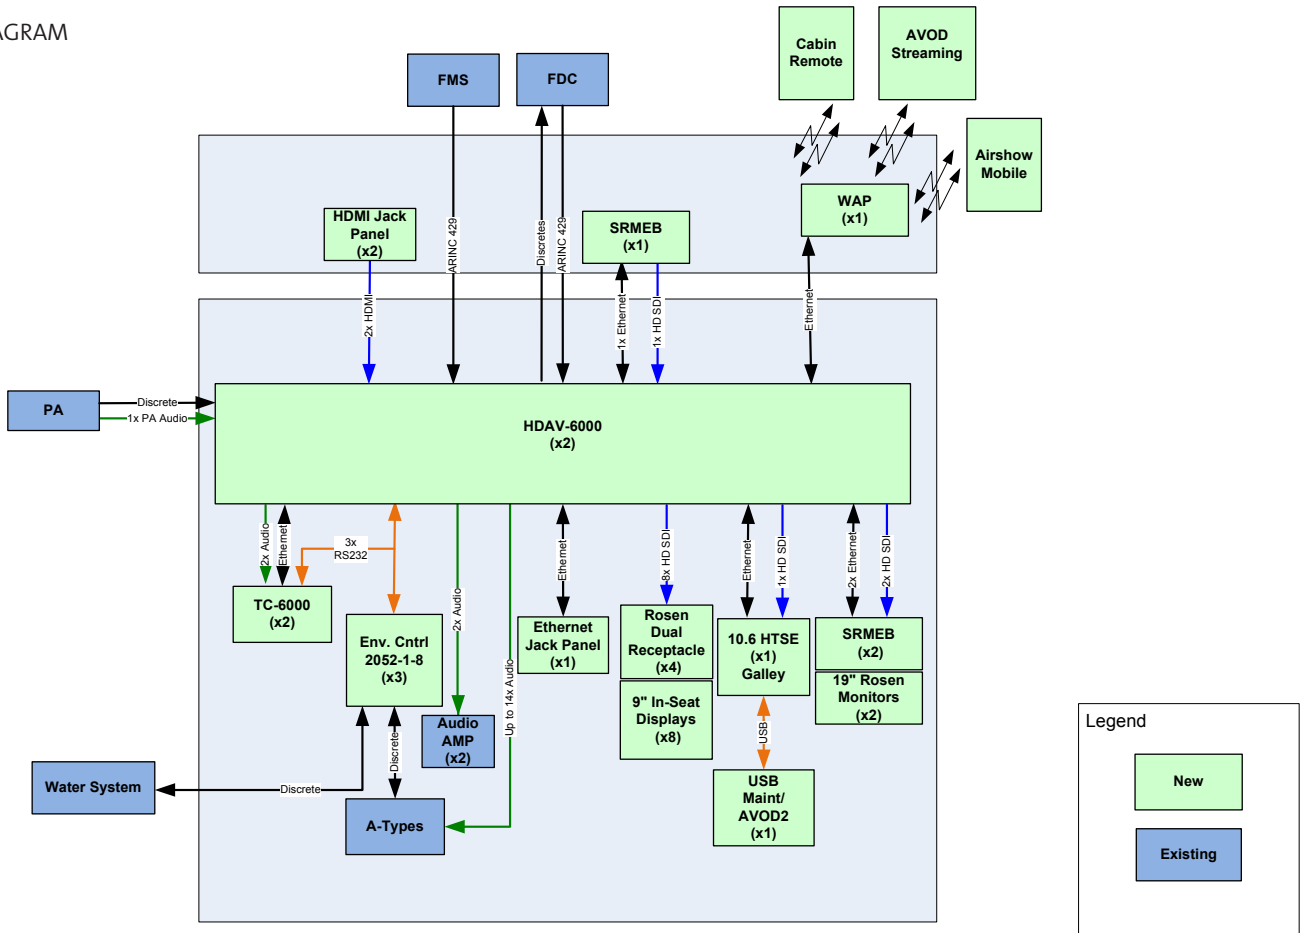 AGRAM
Cabin
Remote
AVOD
Streaming
FMS
FDC
Airshow
Mobile
WAP
(x1)
HDMI Jack
Panel
(x2)
SRMEB
(x1)
ARINC 429
Discretes
ARINC 429
2x HDMI
1x Ethernet
1x HD SDI
Ethernet
PA
Discrete
1x PA Audio
HDAV-6000
(x2)
2x Audio
Ethernet
3x
RS232
2x Audio
Up to 14x Audio
Ethernet
8x HD SDI
Ethernet
1x HD SDI
2x Ethernet
2x HD SDI
TC-6000
(x2)
Env. Cntrl
2052-1-8
(x3)
Ethernet
Jack Panel
(x1)
Rosen
Dual
Receptacle
(x4)
9" In-Seat
Displays
(x8)
10.6 HTSE
(x1)
Galley
SRMEB
(x2)
19" Rosen
Monitors
(x2)
Audio
AMP
(x2)
Discrete
USB
USB
Maint/
AVOD2
(x1)
Water System
Discrete
A-Types
Legend
New
Existing